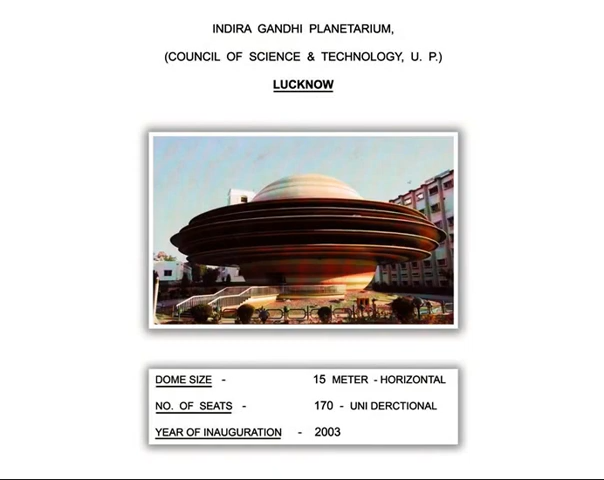 INDIRA GANDHI PLANETARIUM,
(COUNCIL OF SCIENCE & TECHNOLOGY, U. P.)
LUCKNOW
DOME SIZE - 15 METER - HORIZONTAL
NO. OF SEATS - 170 - UNI DERCTIONAL
YEAR OF INAUGURATION - 2003